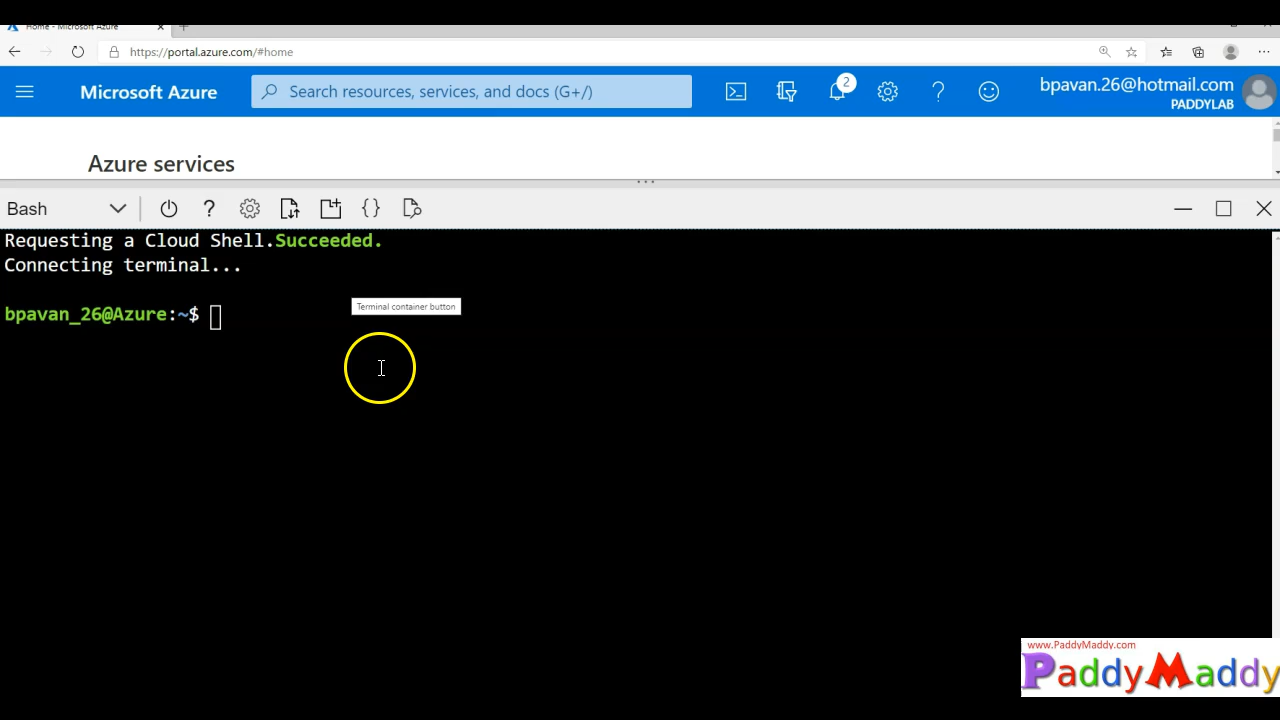 Home - Microsoft Azure
https://portal.azure.com/#home
Microsoft Azure
Search resources, services, and docs (G+/)
2
bpavan.26@hotmail.com
PADDYLAB
Azure services
Bash
Requesting a Cloud Shell.Succeeded.
Connecting terminal...
bpavan_26@Azure:~$
Terminal container button
www.PaddyMaddy.com
PaddyMaddy